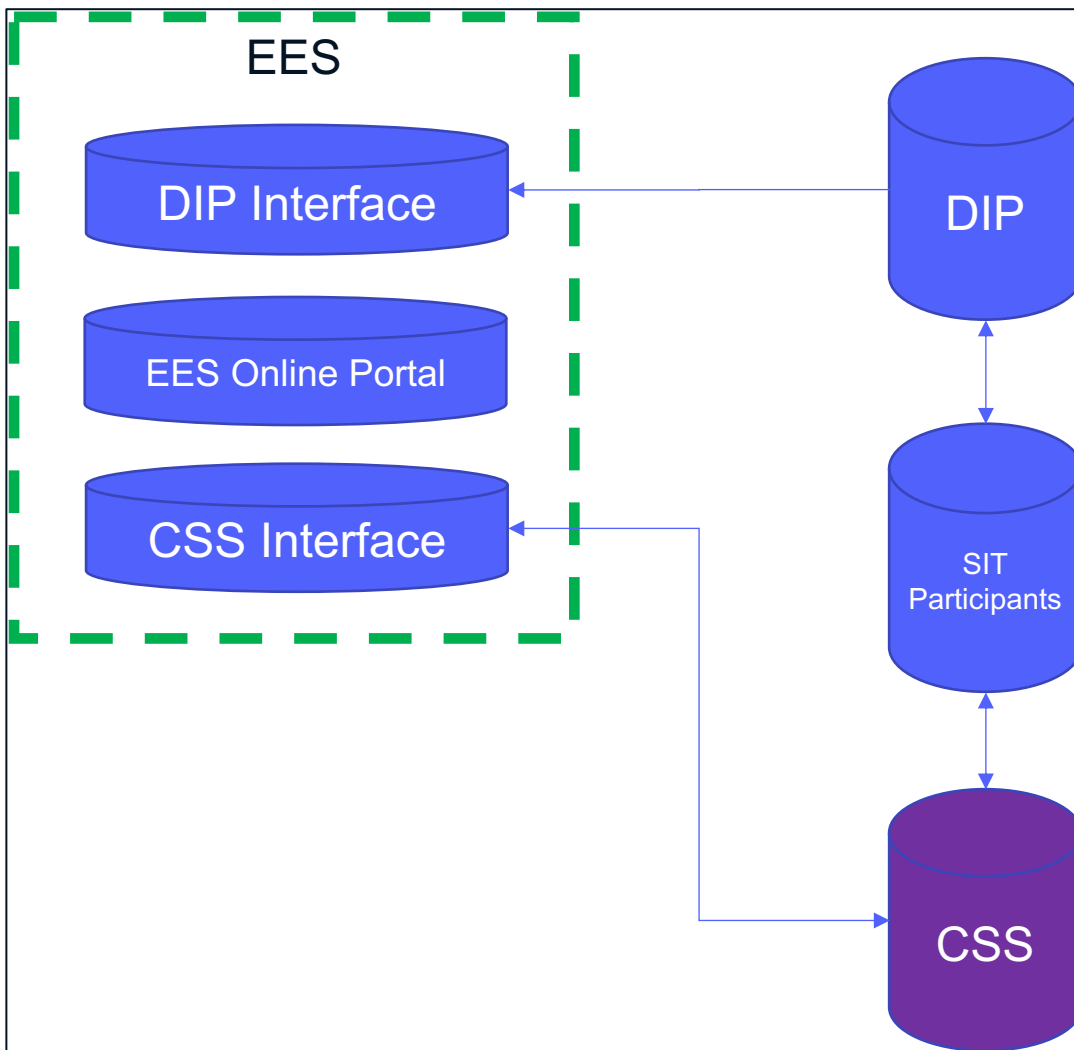 EES
DIP Interface
EES Online Portal
CSS Interface
DIP
SIT
Participants
CSS